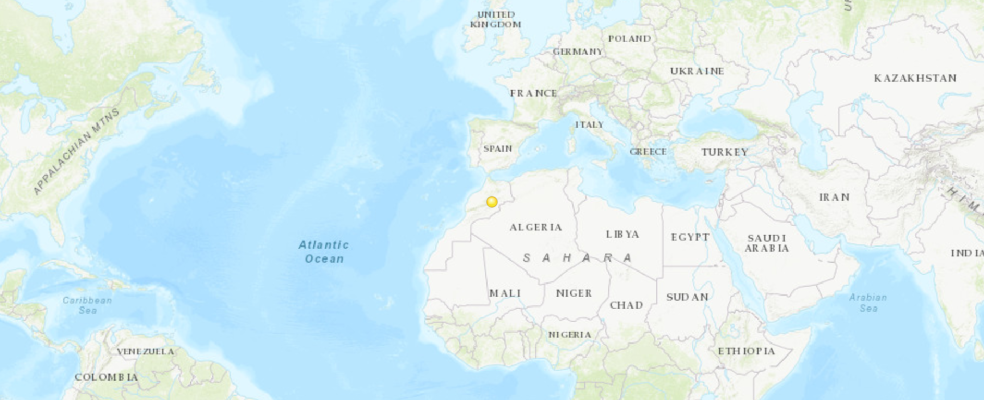 UNITED
KINGDOM
POLAND
GERMANY
UKRAINE
KAZAKHSTAN
FRANCE
APPALACHIAN MTNS
ITALY
SPAIN
GREECE
TURKEY
IRAN
HIM
ALGERIA
LIBYA
EGYPT
SAUDI
ARABIA
Atlantic
Ocean
SAHARA
INDIA
MALI
NIGER
CHAD
SUDAN
Caribbean
Sea
Arabian
Sea
NIGERIA
VENEZUELA
ETHIOPIA
COLOMBIA